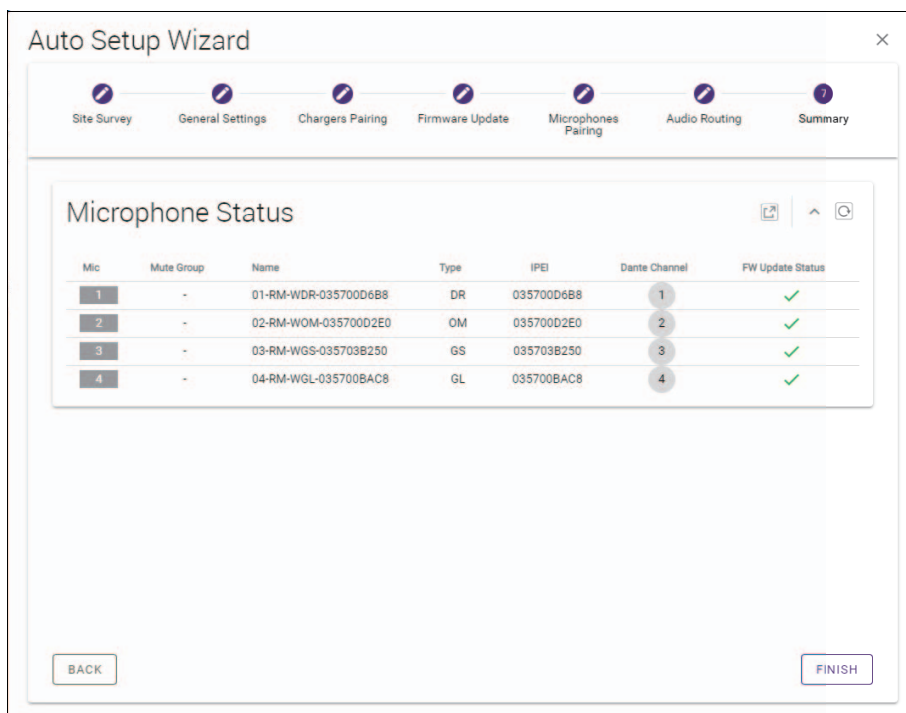 Auto Setup Wizard
Site Survey General Settings Chargers Pairing Firmware Update Microphones Pairing Audio Routing 7 Summary
Microphone Status
Mic Mute Group Name Type IPEI Dante Channel FW Update Status
1 - 01-RM-WDR-035700D6B8 DR 035700D6B8 1
2 - 02-RM-WOM-035700D2E0 OM 035700D2E0 2
3 - 03-RM-WGS-035703B250 GS 035703B250 3
4 - 04-RM-WGL-035700BAC8 GL 035700BAC8 4
BACK FINISH